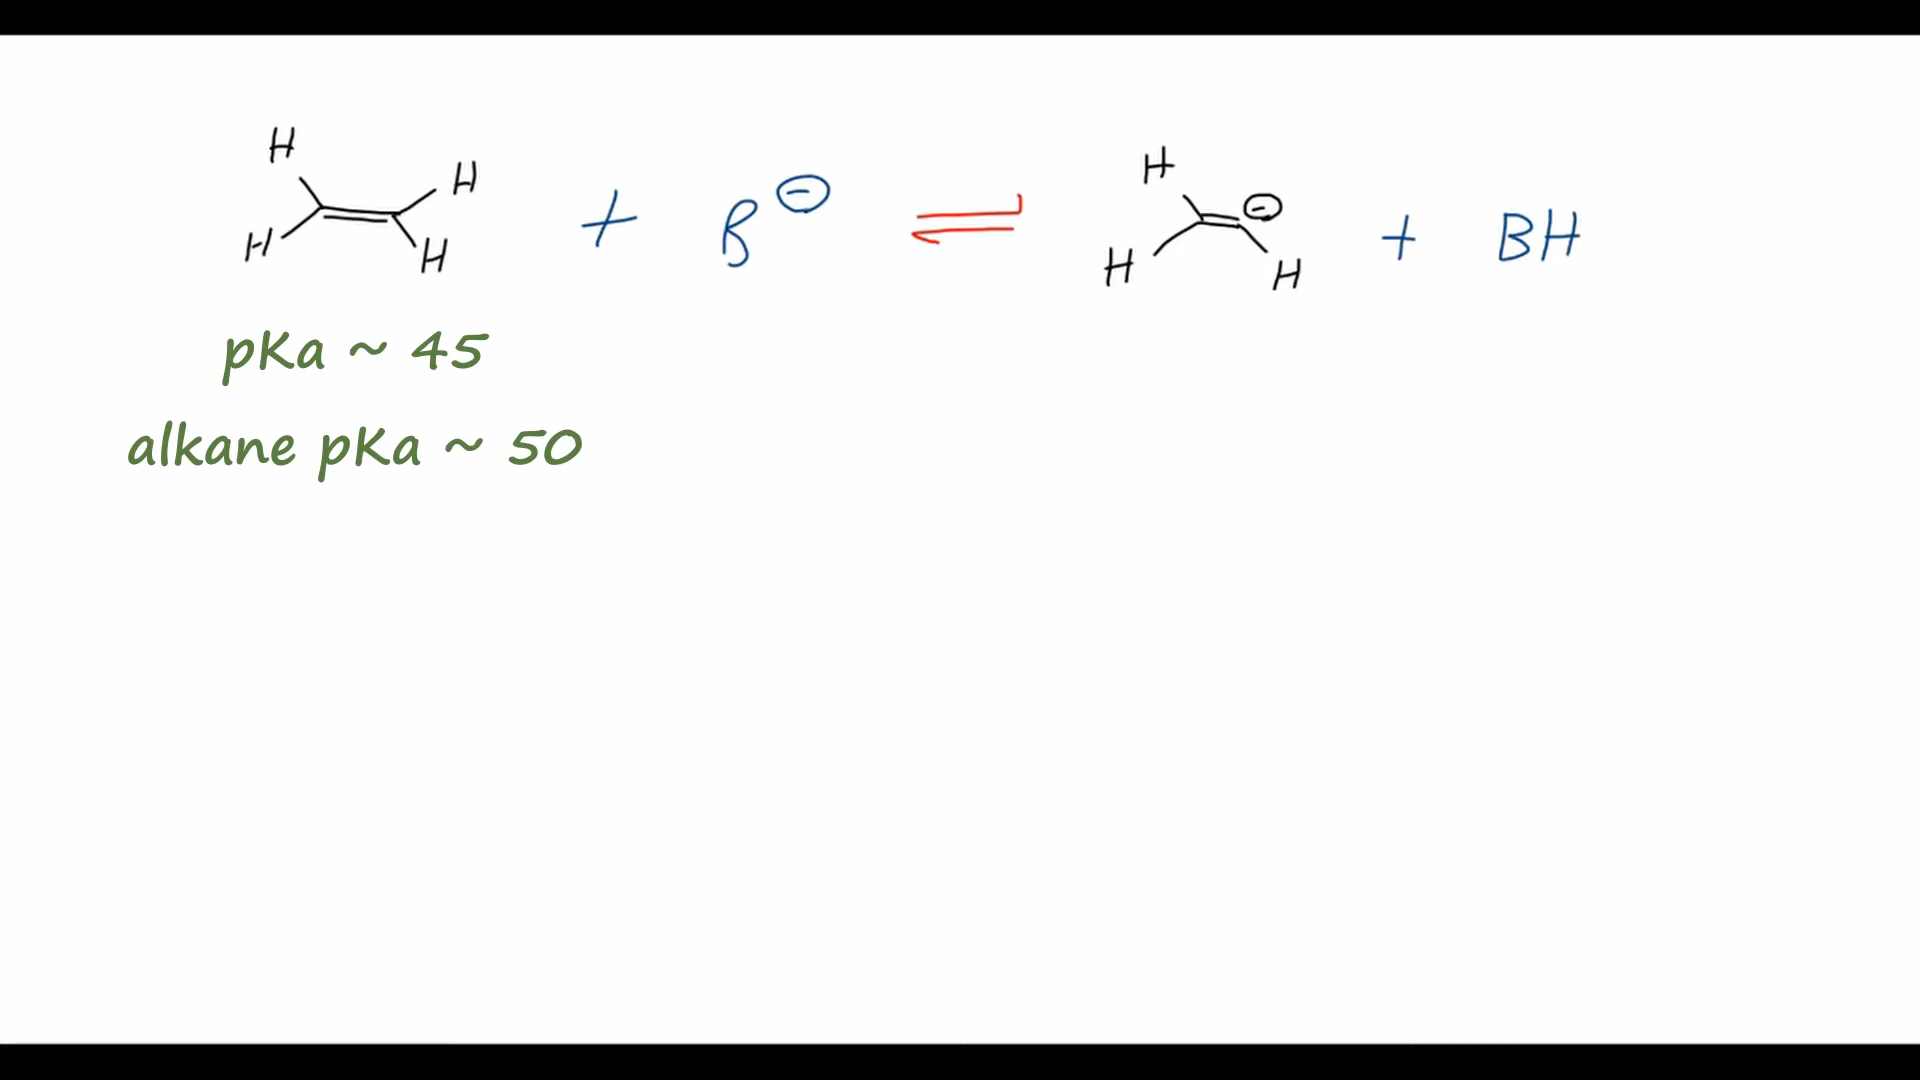 H H H H + B⊖ ⇌ H H ⊖ H + BH
pKa ~ 45
alkane pKa ~ 50